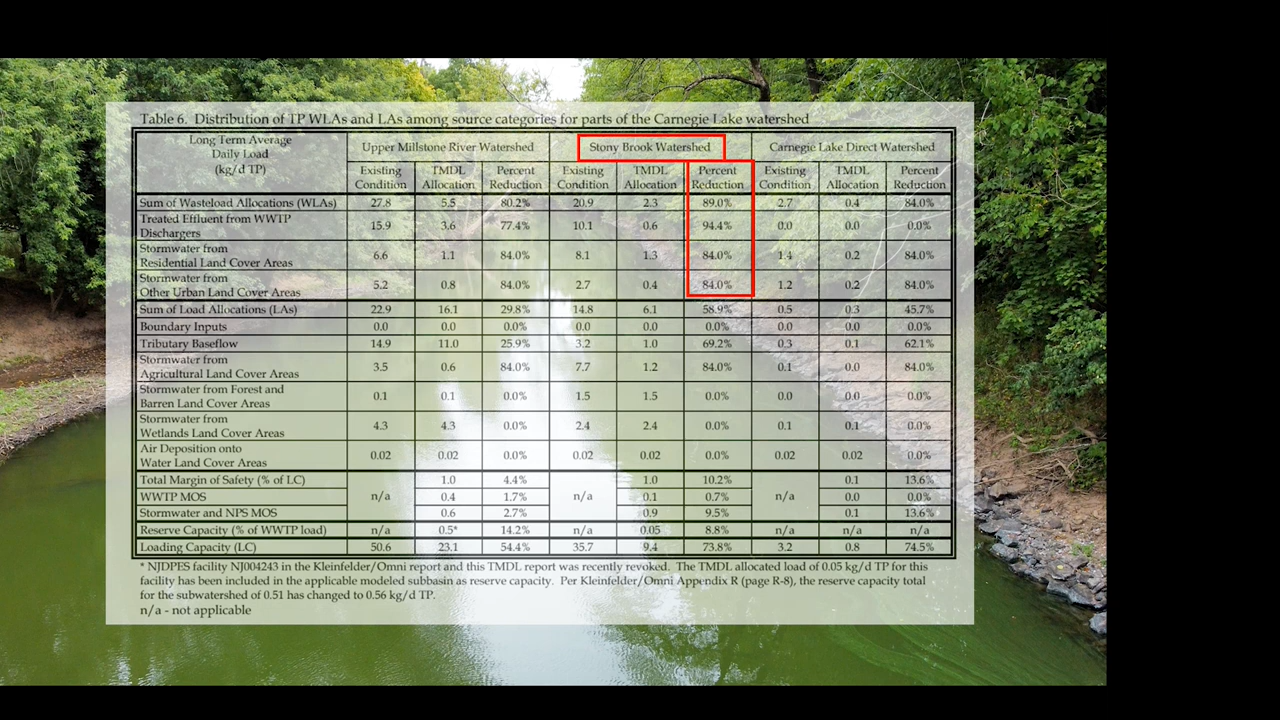 Table 6. Distribution of TP WLAs and LAs among source categories for parts of the Carnegie Lake watershed
Long Term Average
Daily Load
(kg/d TP)
Upper Millstone River Watershed
Stony Brook Watershed
Carnegie Lake Direct Watershed
Existing Condition TMDL Allocation Percent Reduction Existing Condition TMDL Allocation Percent Reduction Existing Condition TMDL Allocation Percent Reduction
Sum of Wasteload Allocations (WLAs) 27.8 5.5 80.2% 20.9 2.3 89.0% 2.7 0.4 84.0%
Treated Effluent from WWTP
Dischargers 15.9 3.6 77.4% 10.1 0.6 94.4% 0.0 0.0 0.0%
Stormwater from
Residential Land Cover Areas 6.6 1.1 84.0% 8.1 1.3 84.0% 1.4 0.2 84.0%
Stormwater from
Other Urban Land Cover Areas 5.2 0.8 84.0% 2.7 0.4 84.0% 1.2 0.2 84.0%
Sum of Load Allocations (LAs) 22.9 16.1 29.8% 14.8 6.1 58.9% 0.5 0.3 45.7%
Boundary Inputs 0.0 0.0 0.0% 0.0 0.0 0.0% 0.0 0.0 0.0%
Tributary Baseflow 14.9 11.0 25.9% 3.2 1.0 69.2% 0.3 0.1 62.1%
Stormwater from
Agricultural Land Cover Areas 3.5 0.6 84.0% 7.7 1.2 84.0% 0.1 0.0 84.0%
Stormwater from Forest and
Barren Land Cover Areas 0.1 0.1 0.0% 1.5 1.5 0.0% 0.0 0.0 0.0%
Stormwater from
Wetlands Land Cover Areas 4.3 4.3 0.0% 2.4 2.4 0.0% 0.1 0.1 0.0%
Air Deposition onto
Water Land Cover Areas 0.02 0.02 0.0% 0.02 0.02 0.0% 0.02 0.02 0.0%
Total Margin of Safety (% of LC) 1.0 4.4% 1.0 10.2% 0.1 13.6%
WWTP MOS n/a 0.4 1.7% n/a 0.1 0.7% n/a 0.0 0.0%
Stormwater and NPS MOS 0.6 2.7% 0.9 9.5% 0.1 13.6%
Reserve Capacity (% of WWTP load) n/a 0.5* 14.2% n/a 0.05 8.8% n/a n/a n/a
Loading Capacity (LC) 50.6 23.1 54.4% 35.7 9.4 73.8% 3.2 0.8 74.5%
* NJDPES facility NJ004243 in the Kleinfelder/Omni report and this TMDL report was recently revoked. The TMDL allocated load of 0.05 kg/d TP for this
facility has been included in the applicable modeled subbasin as reserve capacity. Per Kleinfelder/Omni Appendix R (page R-8), the reserve capacity total
for the subwatershed of 0.51 has changed to 0.56 kg/d TP.
n/a - not applicable